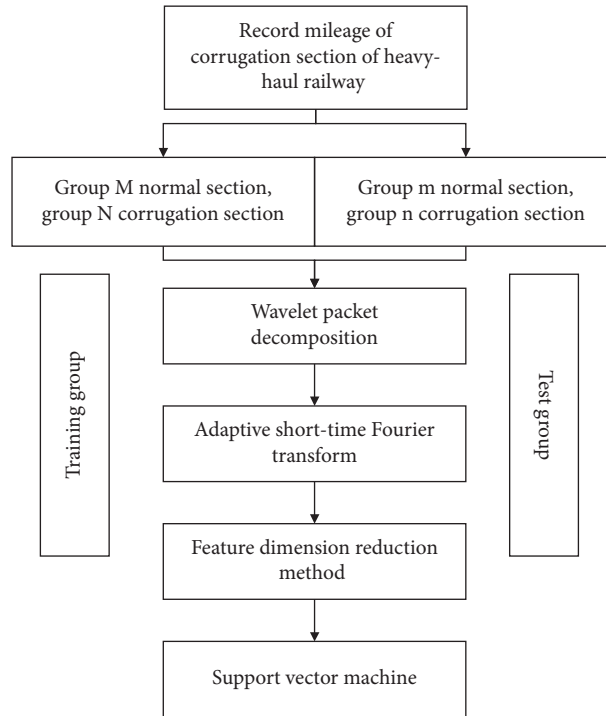 Record mileage of
corrugation section of heavy-
haul railway
Group M normal section,
group N corrugation section
Group m normal section,
group n corrugation section
Wavelet packet
decomposition
Training group
Test group
Adaptive short-time Fourier
transform
Feature dimension reduction
method
Support vector machine